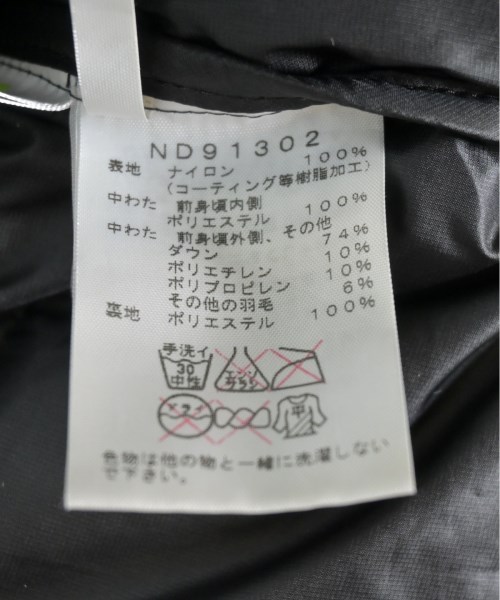 ND91302
表地 ナイロン 100%
(コーティング等樹脂加工)
中わた 前身頃内側
ポリエステル 100%
中わた 前身頃外側、その他
ダウン 74%
ポリエチレン 10%
ポリプロピレン 10%
その他の羽毛 6%
裏地 ポリエステル 100%
手洗イ
30
中性
エンソ
サラシ
ドライ
中
色物は他の物と一緒に洗濯しない
で下さい。